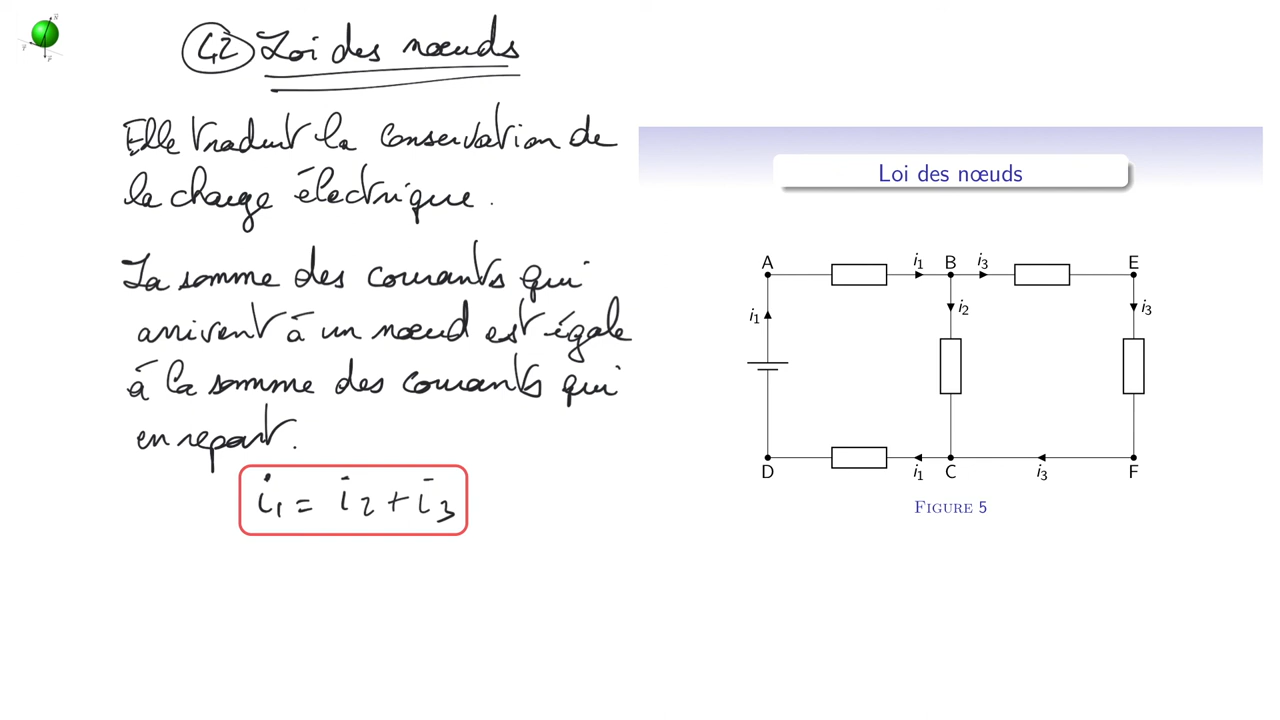 42 Loi des nœuds
Elle traduit la conservation de
la charge électrique.
La somme des courants qui
arrivent à un nœud est égale
à la somme des courants qui
en repart.
i1 = i2 + i3
Loi des nœuds
A i1 B i3 E
i1 i2 i3
D i1 C i3 F
FIGURE 5